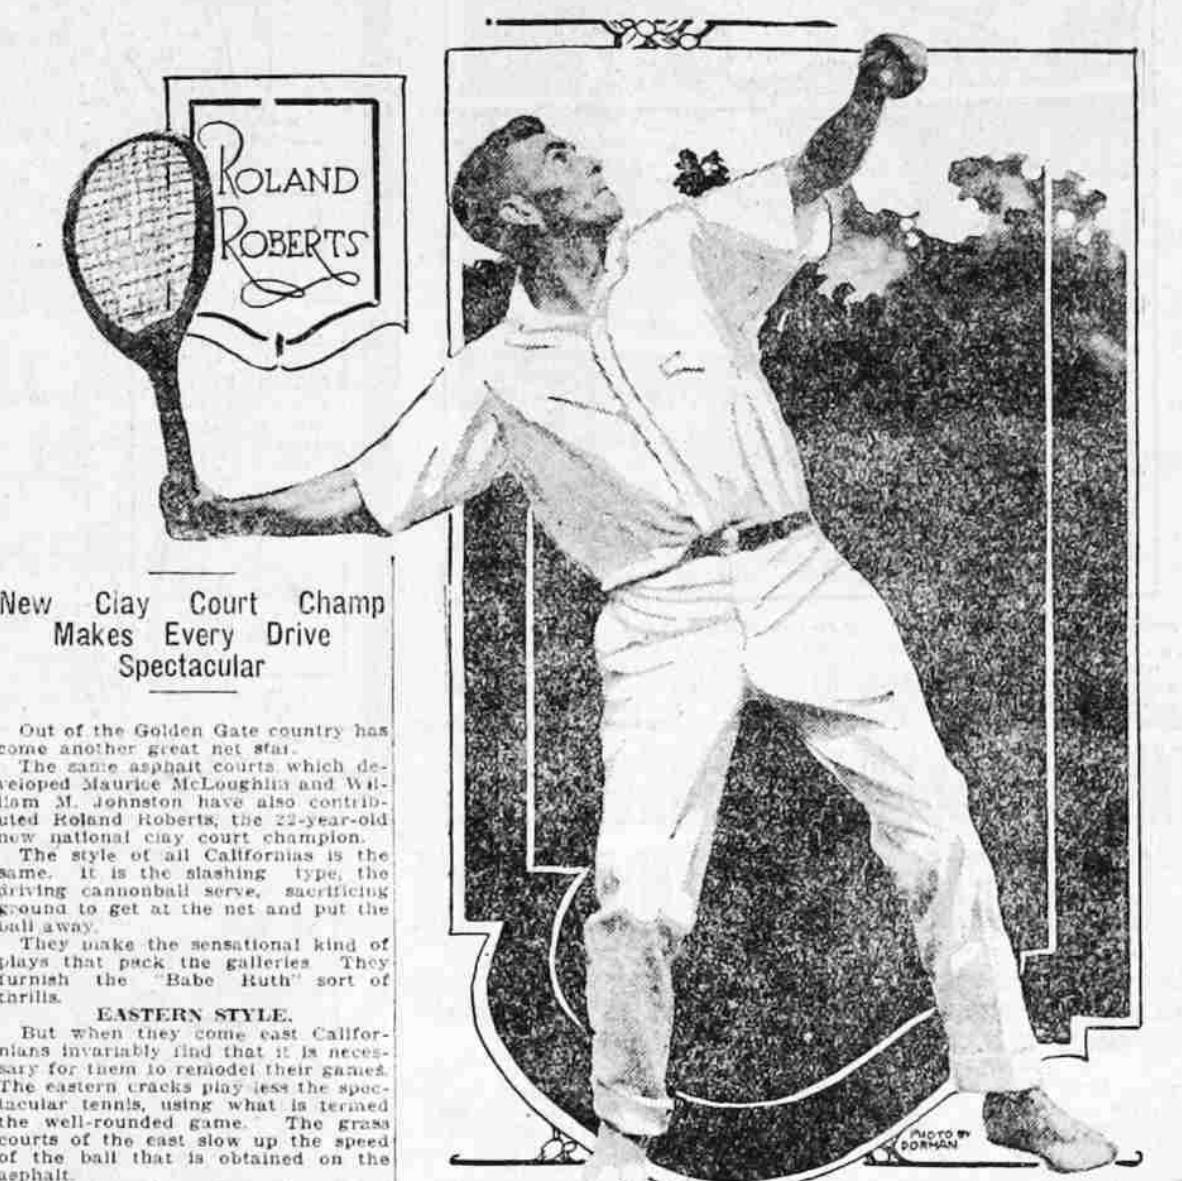 ROLAND
ROBERTS
New Clay Court Champ
Makes Every Drive
Spectacular
Out of the Golden Gate country has
come another great net star.
The same asphalt courts which de-
veloped Maurice McLoughlin and Wil-
liam M. Johnston have also contrib-
uted Roland Roberts, the 22-year-old
new national clay court champion.
The style of all Californias is the
same. It is the slashing type, the
driving cannonball serve, sacrificing
ground to get at the net and put the
ball away.
They make the sensational kind of
plays that pack the galleries They
furnish the "Babe Ruth" sort of
thrills.
EASTERN STYLE.
But when they come east Califor-
nians invariably find that it is neces-
sary for them to remodel their games.
The eastern cracks play less the spec-
tacular tennis, using what is termed
the well-rounded game. The grass
courts of the east slow up the speed
of the ball that is obtained on the
asphalt.
PHOTO BY
DORMAN